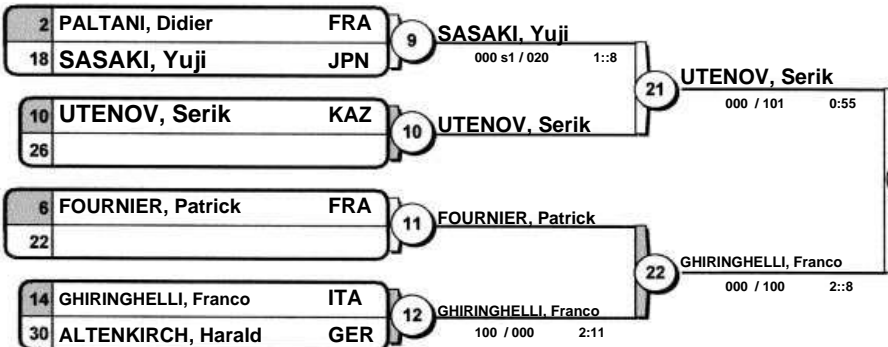 2 PALTANI, Didier FRA
18 SASAKI, Yuji JPN
9
SASAKI, Yuji
000 s1 / 020 1::8
10 UTENOV, Serik KAZ
26
10
UTENOV, Serik
21
UTENOV, Serik
000 / 101 0:55
6 FOURNIER, Patrick FRA
22
11
FOURNIER, Patrick
14 GHIRINGHELLI, Franco ITA
30 ALTENKIRCH, Harald GER
12
GHIRINGHELLI, Franco
100 / 000 2:11
22
GHIRINGHELLI, Franco
000 / 100 2::8